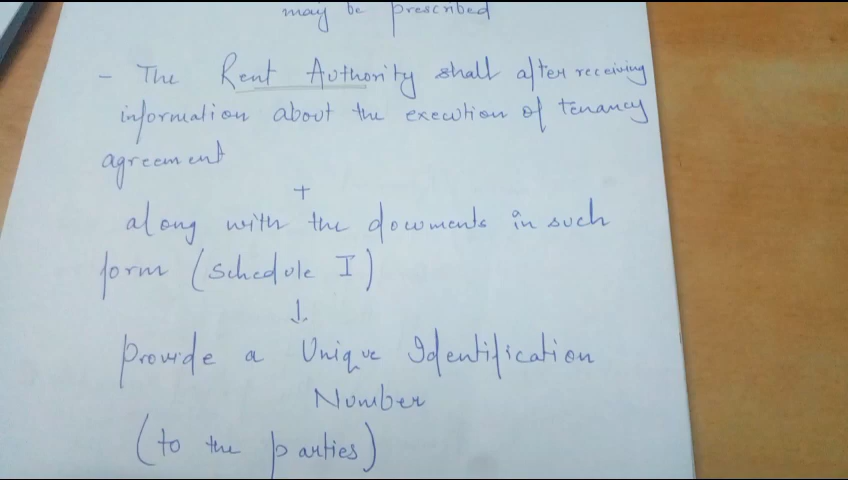 may be prescribed
- The Rent Authority shall after receiving
information about the execution of tenancy
agreement
+
along with the documents in such
form (Schedule I)
↓
Provide a Unique Identification
Number
(to the parties)